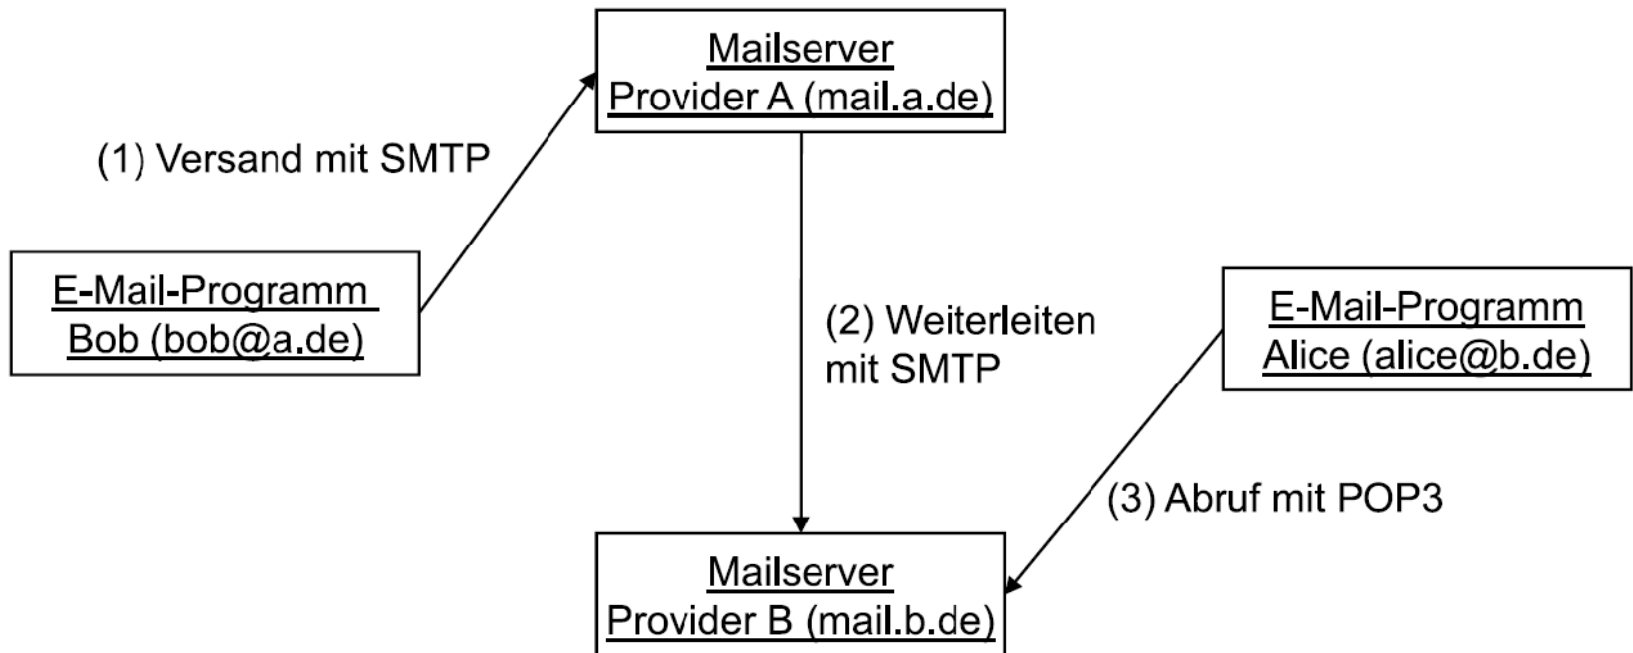 Mailserver
Provider A (mail.a.de)
(1) Versand mit SMTP
E-Mail-Programm
Bob (bob@a.de)
(2) Weiterleiten
mit SMTP
E-Mail-Programm
Alice (alice@b.de)
(3) Abruf mit POP3
Mailserver
Provider B (mail.b.de)